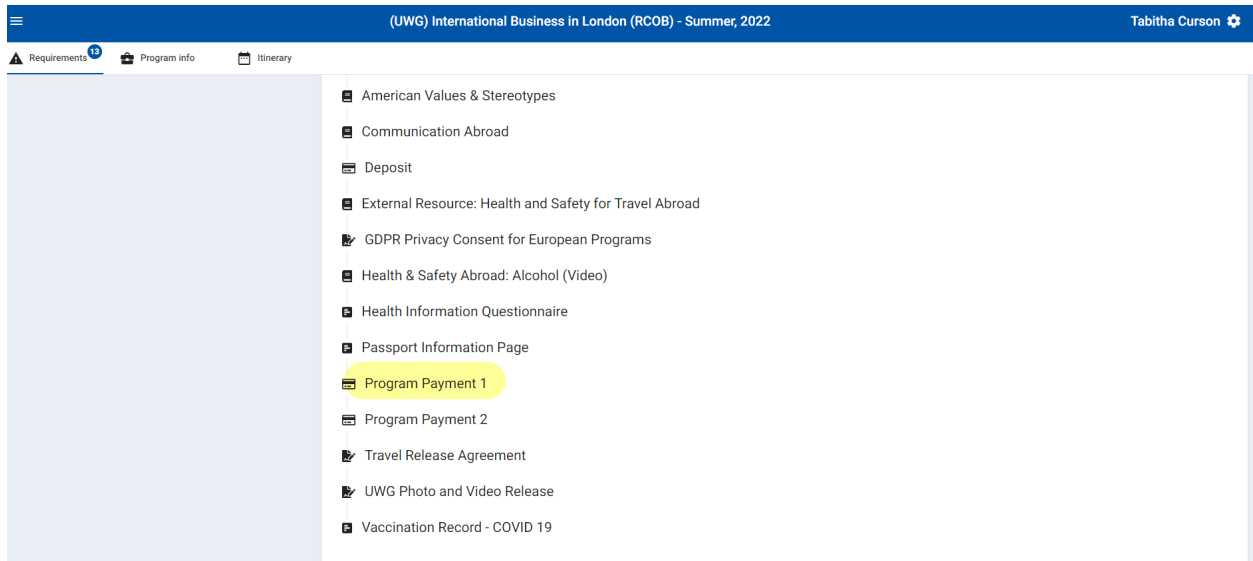 (UWG) International Business in London (RCOB) - Summer, 2022
Tabitha Curson
Requirements 13
Program info
Itinerary
American Values & Stereotypes
Communication Abroad
Deposit
External Resource: Health and Safety for Travel Abroad
GDPR Privacy Consent for European Programs
Health & Safety Abroad: Alcohol (Video)
Health Information Questionnaire
Passport Information Page
Program Payment 1
Program Payment 2
Travel Release Agreement
UWG Photo and Video Release
Vaccination Record - COVID 19